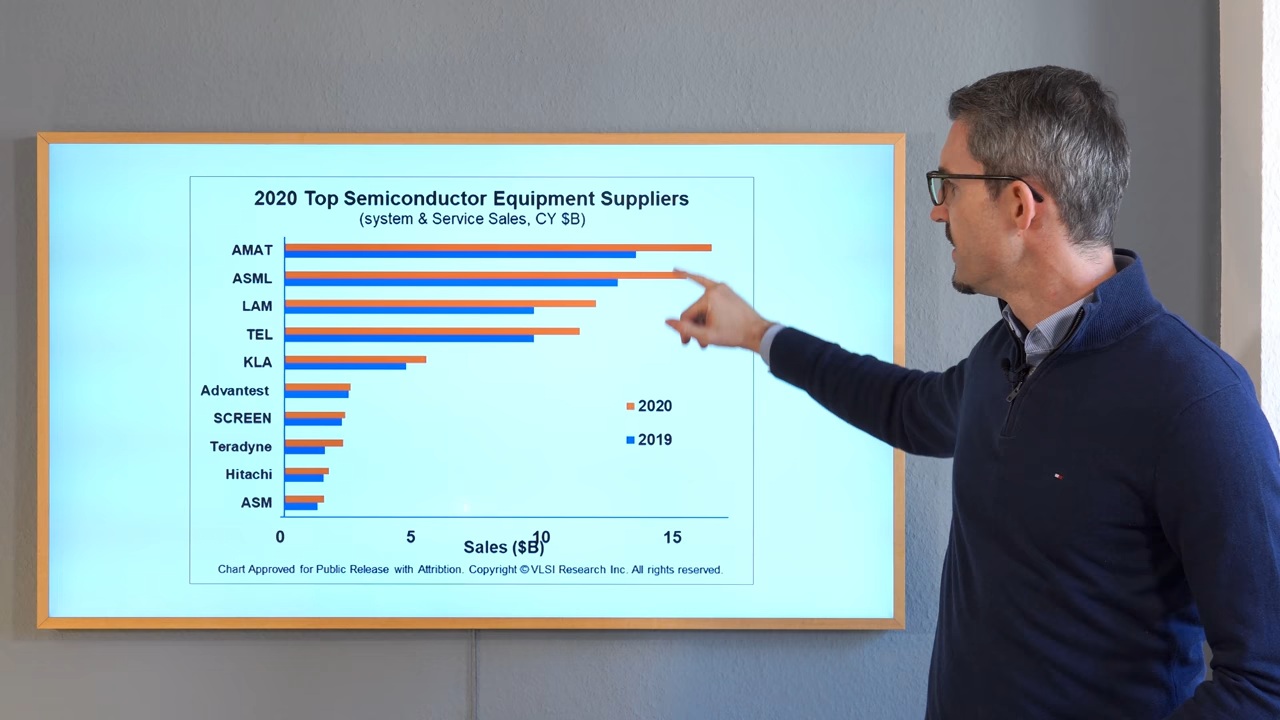 2020 Top Semiconductor Equipment Suppliers
(system & Service Sales, CY $B)
AMAT
ASML
LAM
TEL
KLA
Advantest
SCREEN
Teradyne
Hitachi
ASM
2020
2019
0 5 10 15
Sales ($B)
Chart Approved for Public Release with Attribtion. Copyright © VLSI Research Inc. All rights reserved.